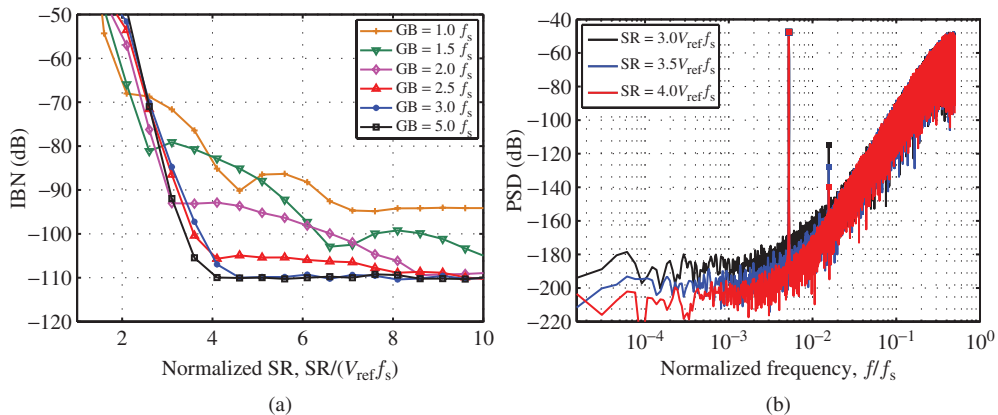 −50
−60
−70
−80
−90
−100
−110
−120
IBN (dB)
2
4
6
8
10
Normalized SR, SR/(V_ref f_s)
GB = 1.0 f_s
GB = 1.5 f_s
GB = 2.0 f_s
GB = 2.5 f_s
GB = 3.0 f_s
GB = 5.0 f_s
(a)
−40
−60
−80
−100
−120
−140
−160
−180
−200
−220
PSD (dB)
SR = 3.0V_ref f_s
SR = 3.5V_ref f_s
SR = 4.0V_ref f_s
10^−4
10^−3
10^−2
10^−1
10^0
Normalized frequency, f/f_s
(b)